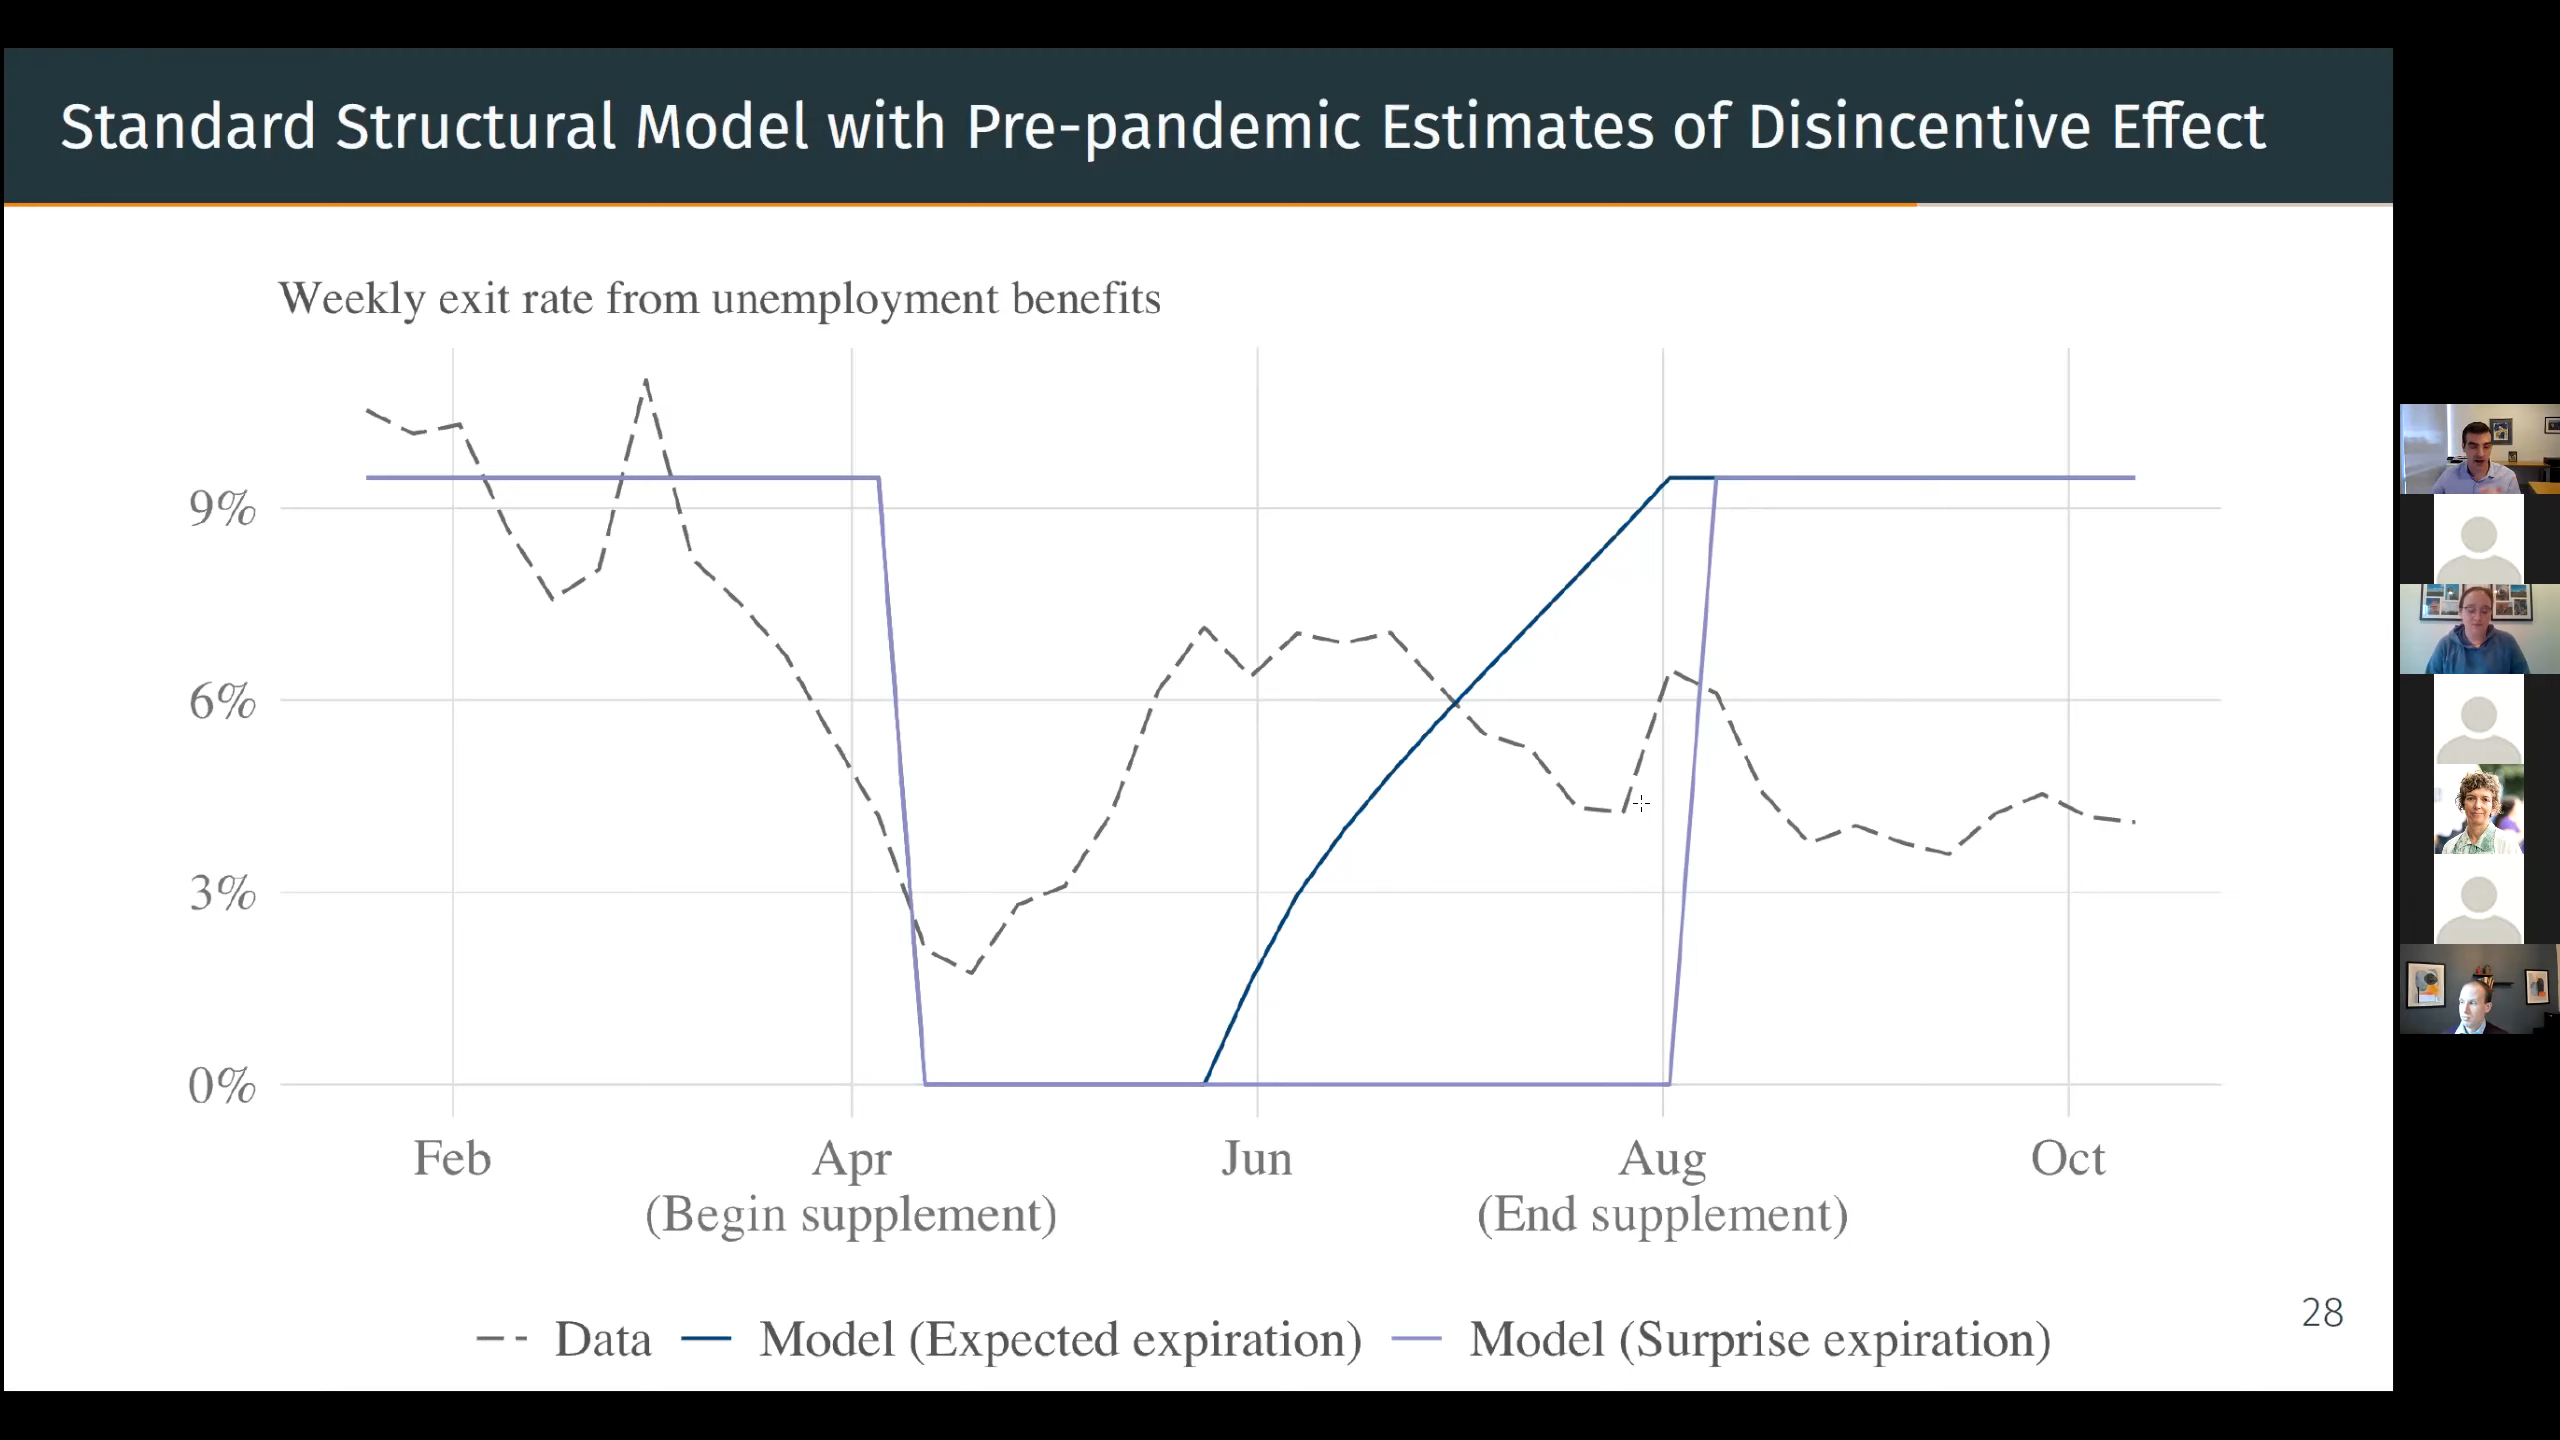 Standard Structural Model with Pre-pandemic Estimates of Disincentive Effect
Weekly exit rate from unemployment benefits
9%
6%
3%
0%
Feb Apr Jun Aug Oct
(Begin supplement) (End supplement)
28
Data Model (Expected expiration) Model (Surprise expiration)